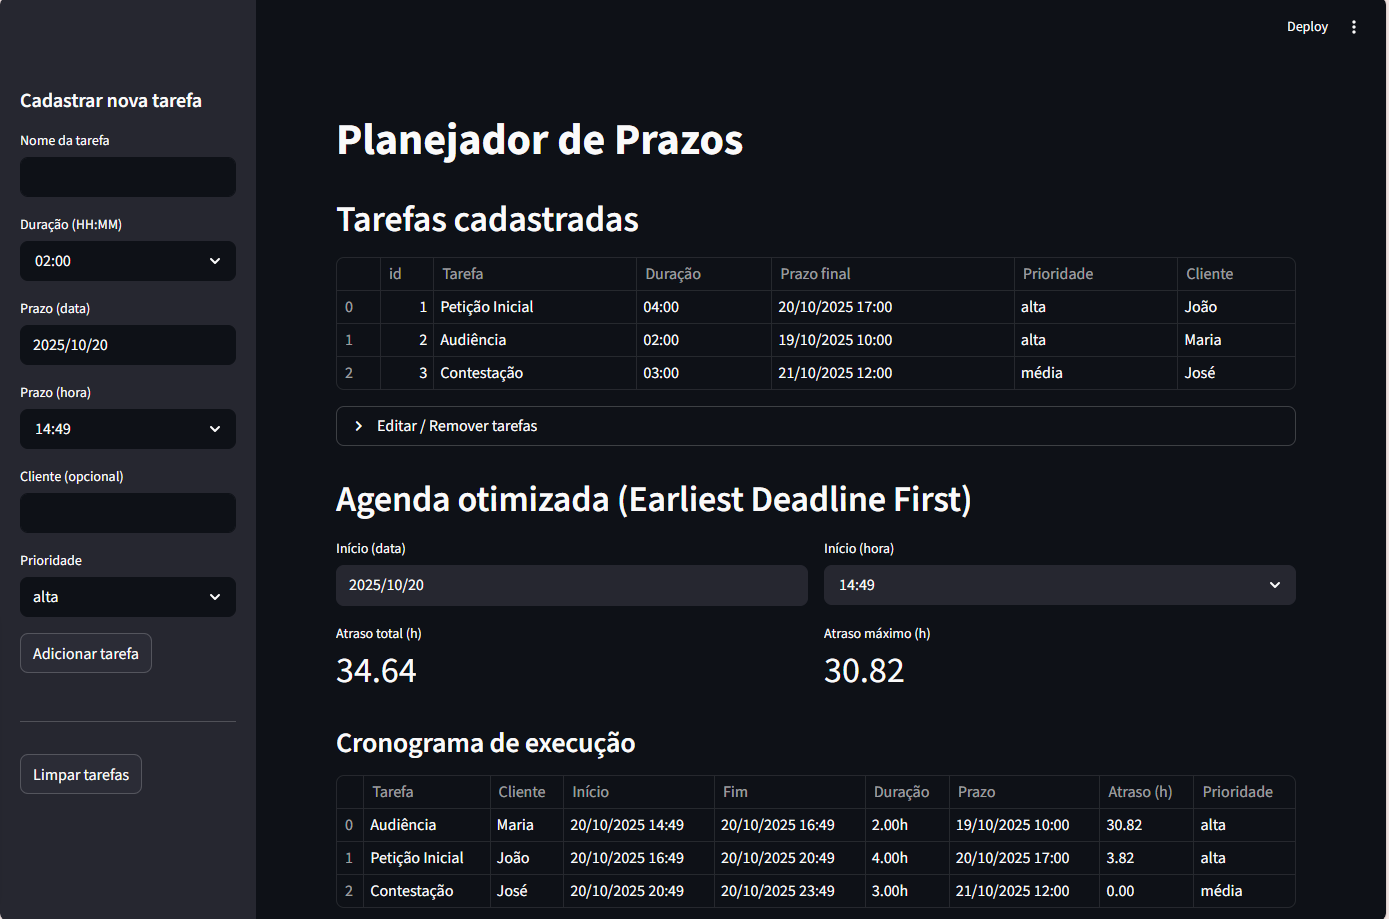 Deploy
Cadastrar nova tarefa
Nome da tarefa
Duração (HH:MM)
02:00
Prazo (data)
2025/10/20
Prazo (hora)
14:49
Cliente (opcional)
Prioridade
alta
Adicionar tarefa
Limpar tarefas
Planejador de Prazos
Tarefas cadastradas
id Tarefa Duração Prazo final Prioridade Cliente
0 1 Petição Inicial 04:00 20/10/2025 17:00 alta João
1 2 Audiência 02:00 19/10/2025 10:00 alta Maria
2 3 Contestação 03:00 21/10/2025 12:00 média José
Editar / Remover tarefas
Agenda otimizada (Earliest Deadline First)
Início (data) Início (hora)
2025/10/20 14:49
Atraso total (h) Atraso máximo (h)
34.64 30.82
Cronograma de execução
Tarefa Cliente Início Fim Duração Prazo Atraso (h) Prioridade
0 Audiência Maria 20/10/2025 14:49 20/10/2025 16:49 2.00h 19/10/2025 10:00 30.82 alta
1 Petição Inicial João 20/10/2025 16:49 20/10/2025 20:49 4.00h 20/10/2025 17:00 3.82 alta
2 Contestação José 20/10/2025 20:49 20/10/2025 23:49 3.00h 21/10/2025 12:00 0.00 média